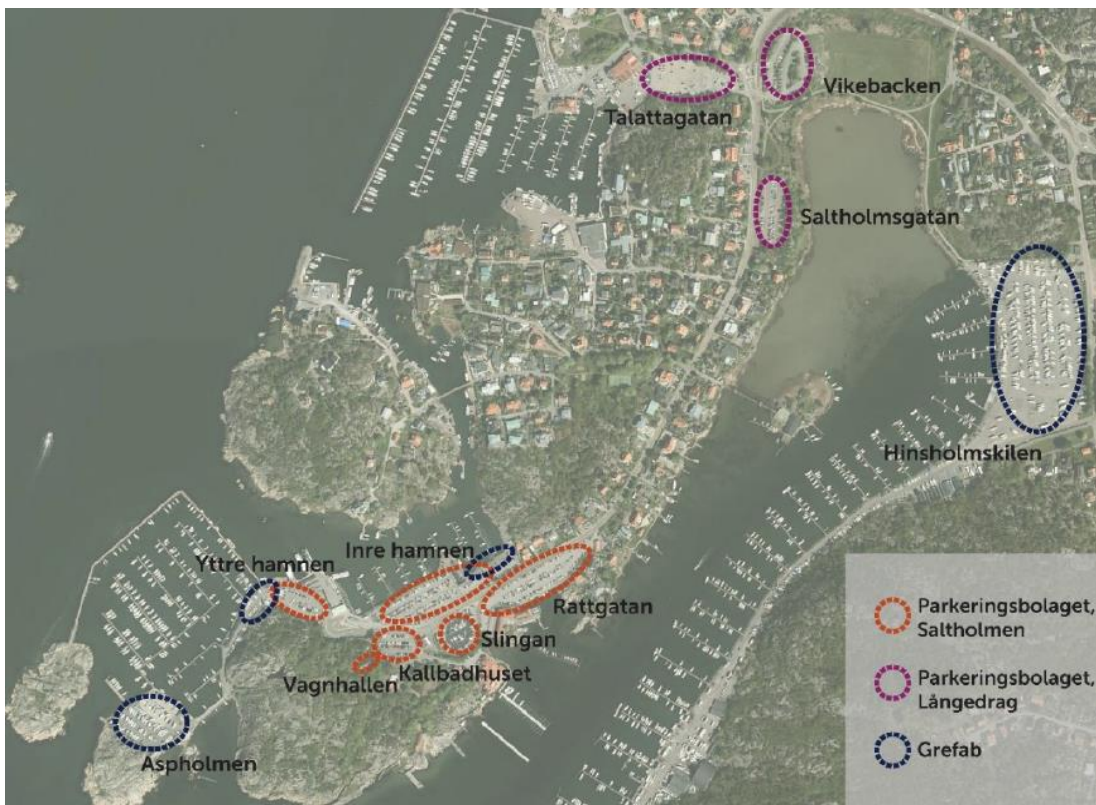 Vikebacken
Talattagatan
Saltholmsgatan
Hinsholmskilen
Inre hamnen
Yttre hamnen
Rattgatan
Slingan
Kallbadhuset
Vagnhallen
Aspholmen
Parkeringsbolaget,
Saltholmen
Parkeringsbolaget,
Långedrag
Grefab